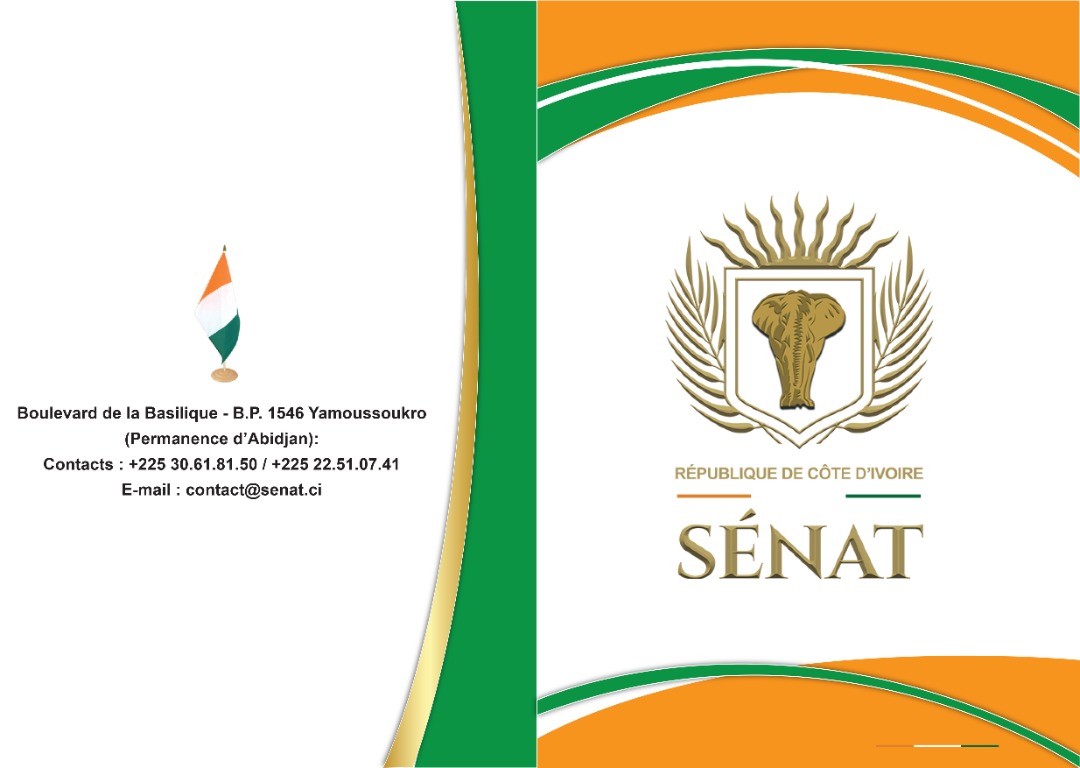 Boulevard de la Basilique - B.P. 1546 Yamoussoukro
(Permanence d’Abidjan):
Contacts : +225 30.61.81.50 / +225 22.51.07.41
E-mail : contact@senat.ci
RÉPUBLIQUE DE CÔTE D’IVOIRE
SÉNAT